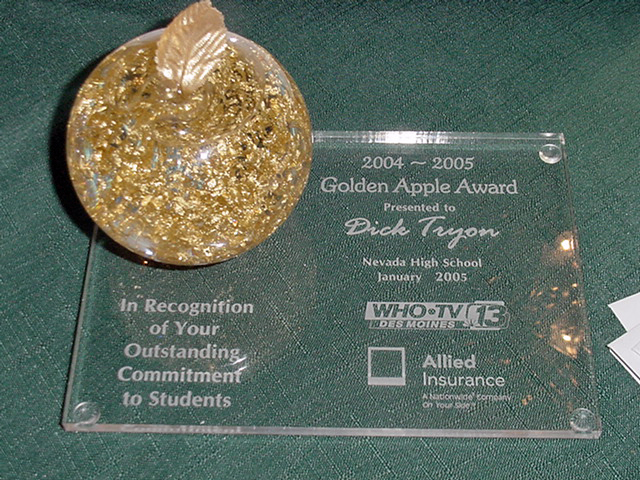 2004 ~ 2005
Golden Apple Award
Presented to
Dick Tryon
Nevada High School
January 2005
In Recognition
of Your
Outstanding
Commitment
to Students
WHO•TV 13
DES MOINES
Allied
Insurance
A Nationwide® Company
On Your Side™